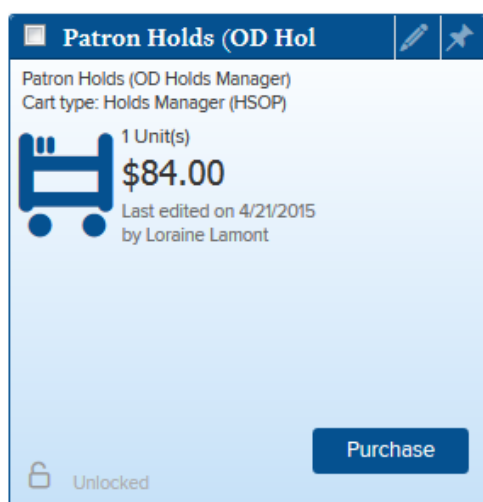 Patron Holds (OD Hol
Patron Holds (OD Holds Manager)
Cart type: Holds Manager (HSOP)
1 Unit(s)
$84.00
Last edited on 4/21/2015
by Loraine Lamont
Purchase
Unlocked